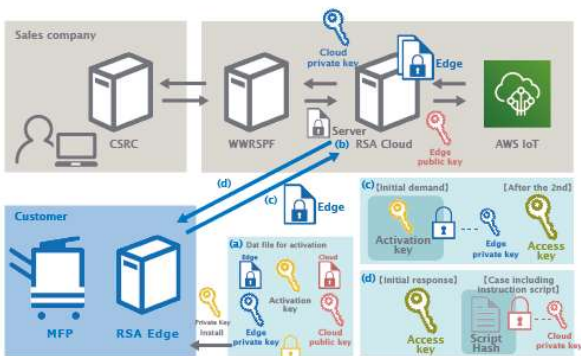 Sales company
Cloud
private key
Edge
CSRC
WWRSPF
Server
(b)
RSA Cloud
Edge
public key
AWS IoT
(d)
(c)
Edge
Customer
MFP
RSA Edge
Private Key
Install
(a) Dat file for activation
Edge
Cloud
Activation
key
Edge
private key
Cloud
public key
(c) [Initial demand]
[After the 2nd]
Activation
key
Edge
private key
Access
key
(d) [Initial response]
[Case including
instruction script]
Access
key
Script
Hash
Cloud
private key